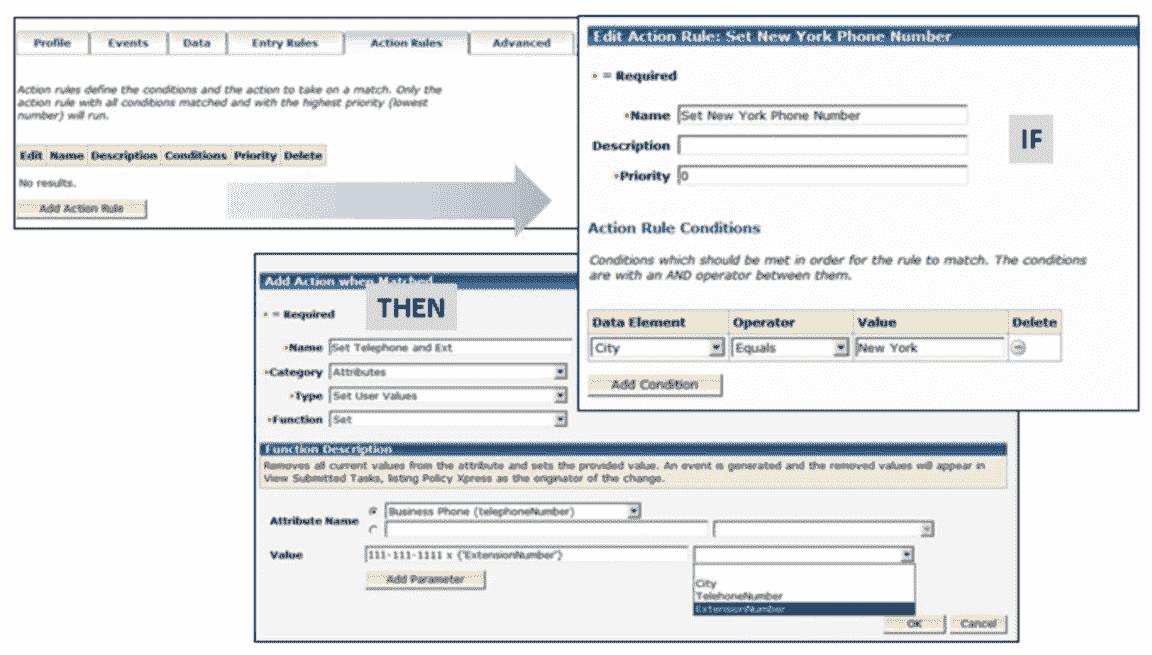 Profile Events Data Entry Rules Action Rules Advanced
Action rules define the conditions and the action to take on a match. Only the
action rule with all conditions matched and with the highest priority (lowest
number) will run.
Edit Name Description Conditions Priority Delete
No results.
Add Action Rule
Edit Action Rule: Set New York Phone Number
= Required
Name Set New York Phone Number
IF
Description
Priority 0
Action Rule Conditions
Conditions which should be met in order for the rule to match. The conditions
are with an AND operator between them.
Data Element Operator Value Delete
City Equals New York
Add Condition
Add Action when Matched
THEN
= Required
Name Set Telephone and Ext
Category Attributes
Type Set User Values
Function Set
Function Description
Removes all current values from the attribute and sets the provided value. An event is generated and the removed values will appear in
View Submitted Tasks, listing Policy Xpress as the originator of the change.
Attribute Name Business Phone (telephoneNumber)
Value 111-111-1111 x {'ExtensionNumber'}
Add Parameter
City
TelehoneNumber
ExtensionNumber
OK Cancel